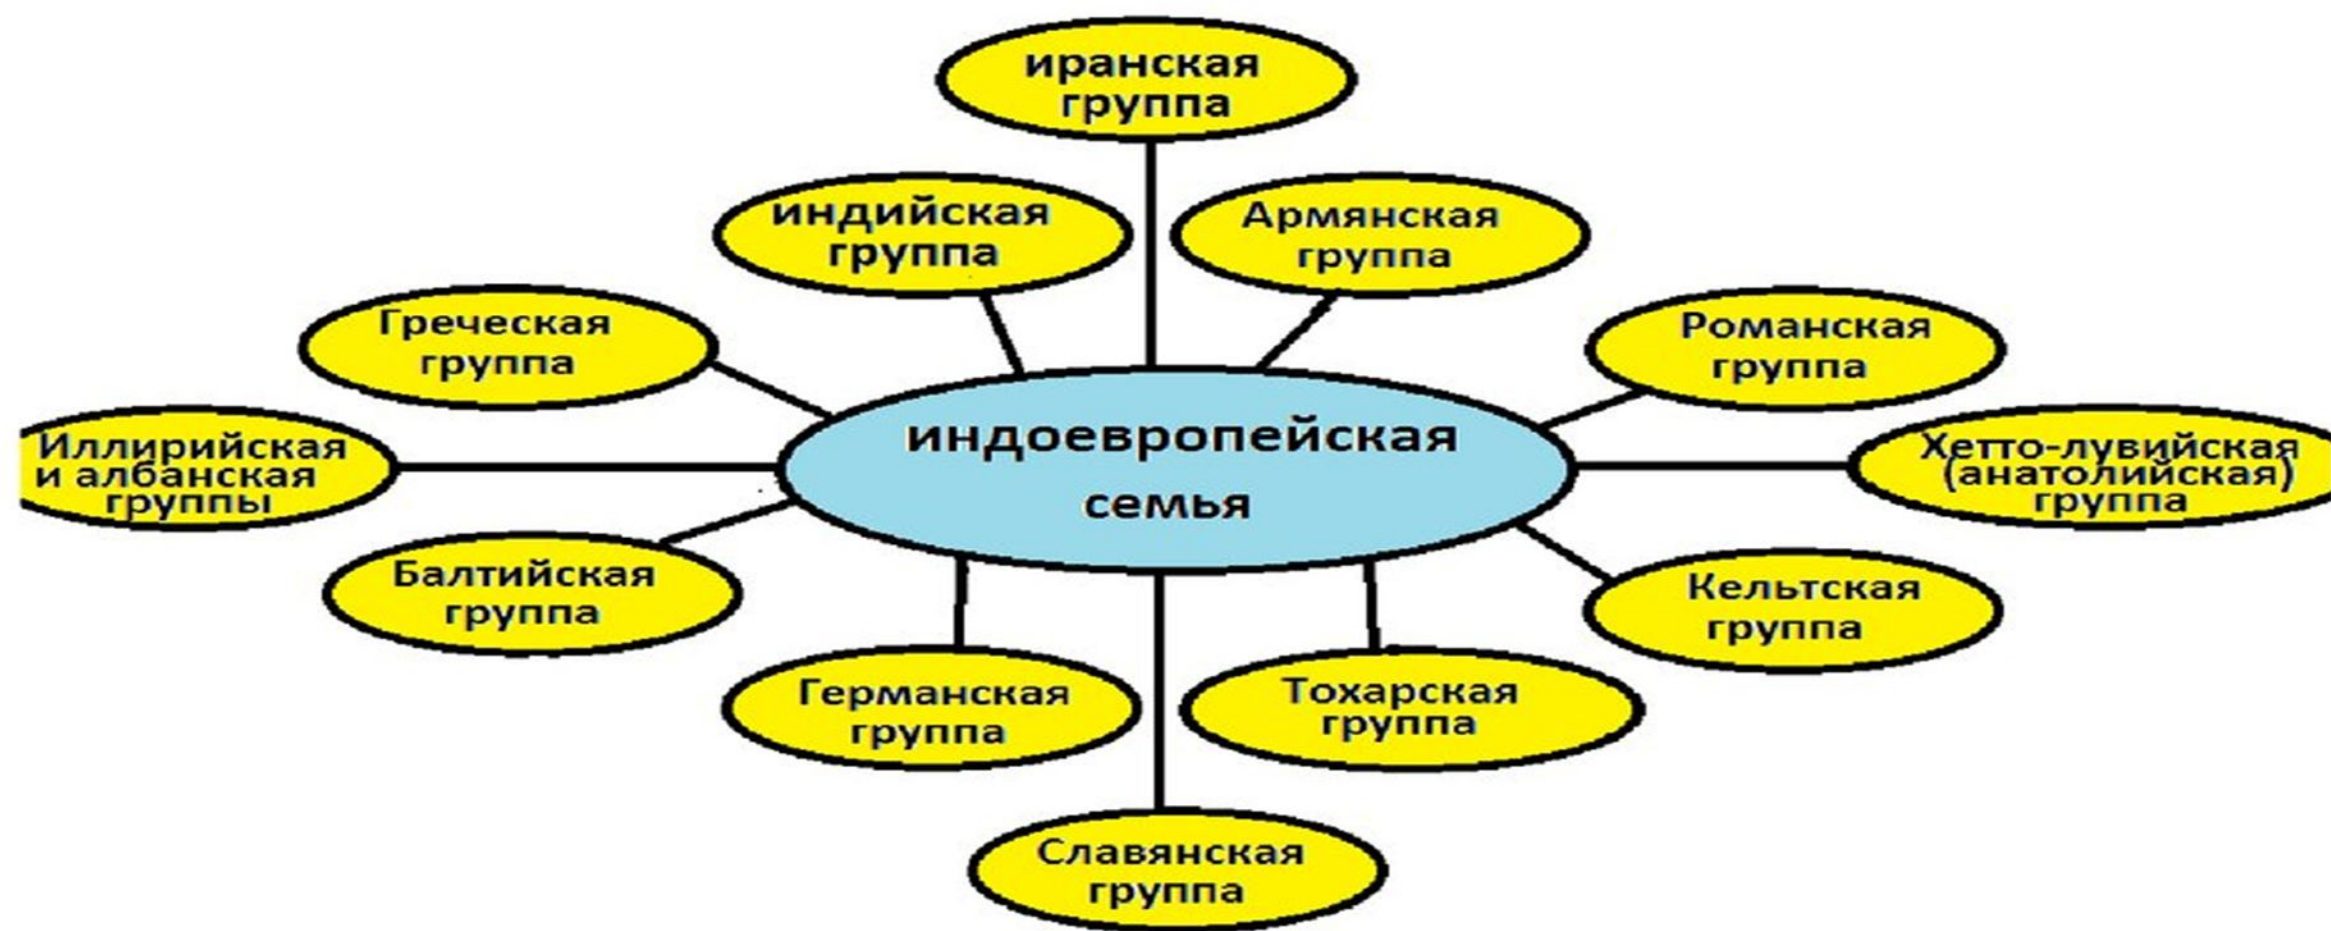 иранская
группа
индийская
группа
Армянская
группа
Греческая
группа
Романская
группа
индоевропейская
семья
Иллирийская
и албанская
группы
Хетто-лувийская
(анатолийская)
группа
Балтийская
группа
Кельтская
группа
Германская
группа
Тохарская
группа
Славянская
группа